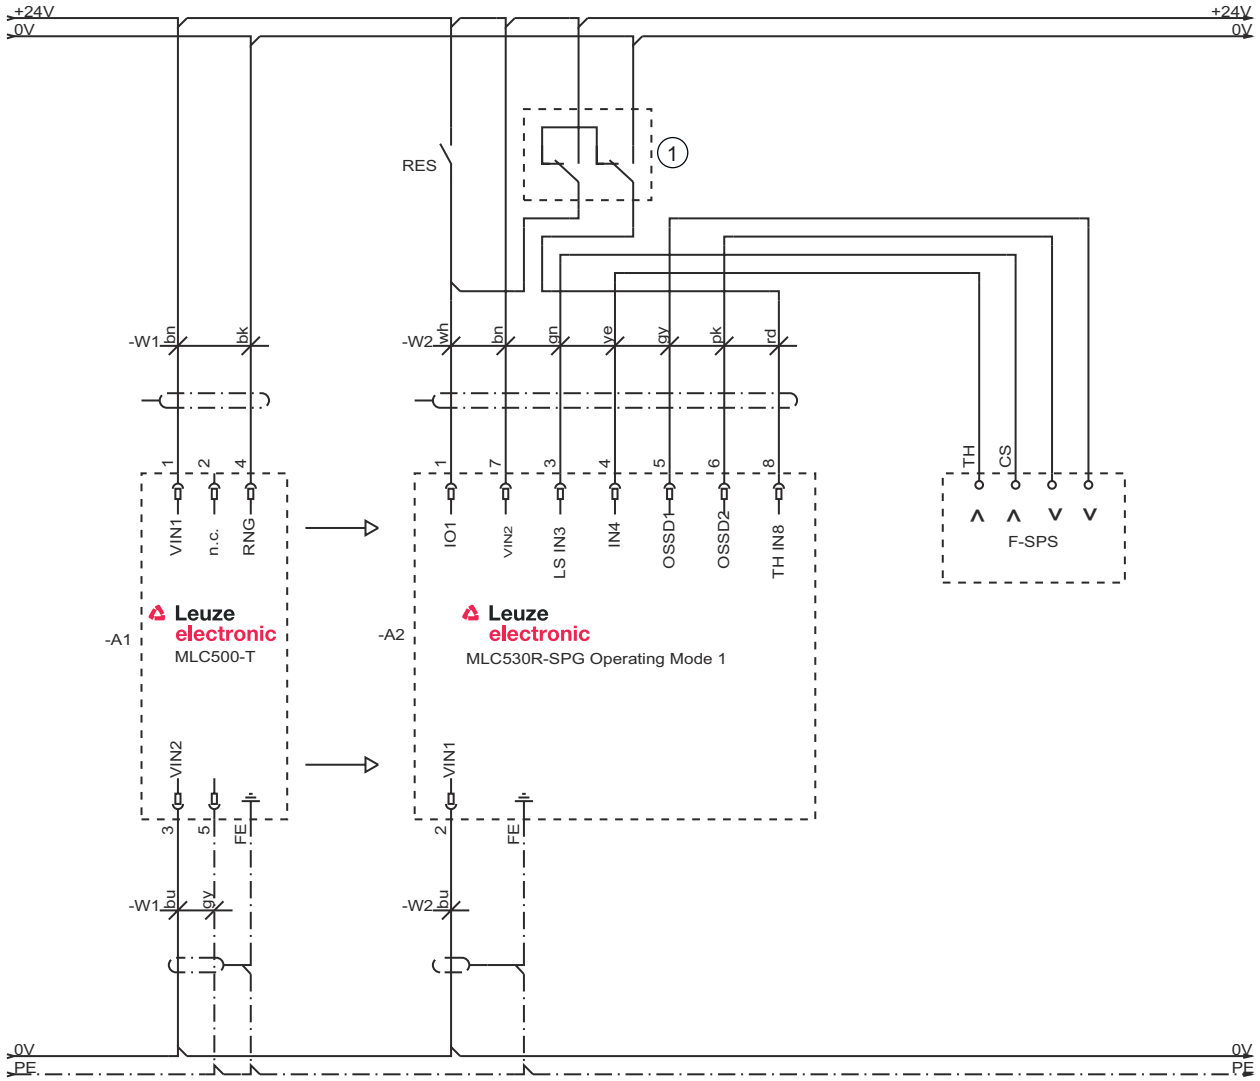 +24V +24V
0V 0V
1
RES
-W1 bn bk
-W2 wh bn gn ye gy pk rd
1 2 4
1 7 3 4 5 6 8
TH CS
VIN1 n.c. RNG
IO1 VIN2 LS IN3 IN4 OSSD1 OSSD2 TH IN8
F-SPS
Leuze
electronic
-A1
MLC500-T
Leuze
electronic
-A2
MLC530R-SPG Operating Mode 1
VIN2
VIN1
3 5 FE
2 FE
-W1 bu gy
-W2 bu
0V 0V
PE PE